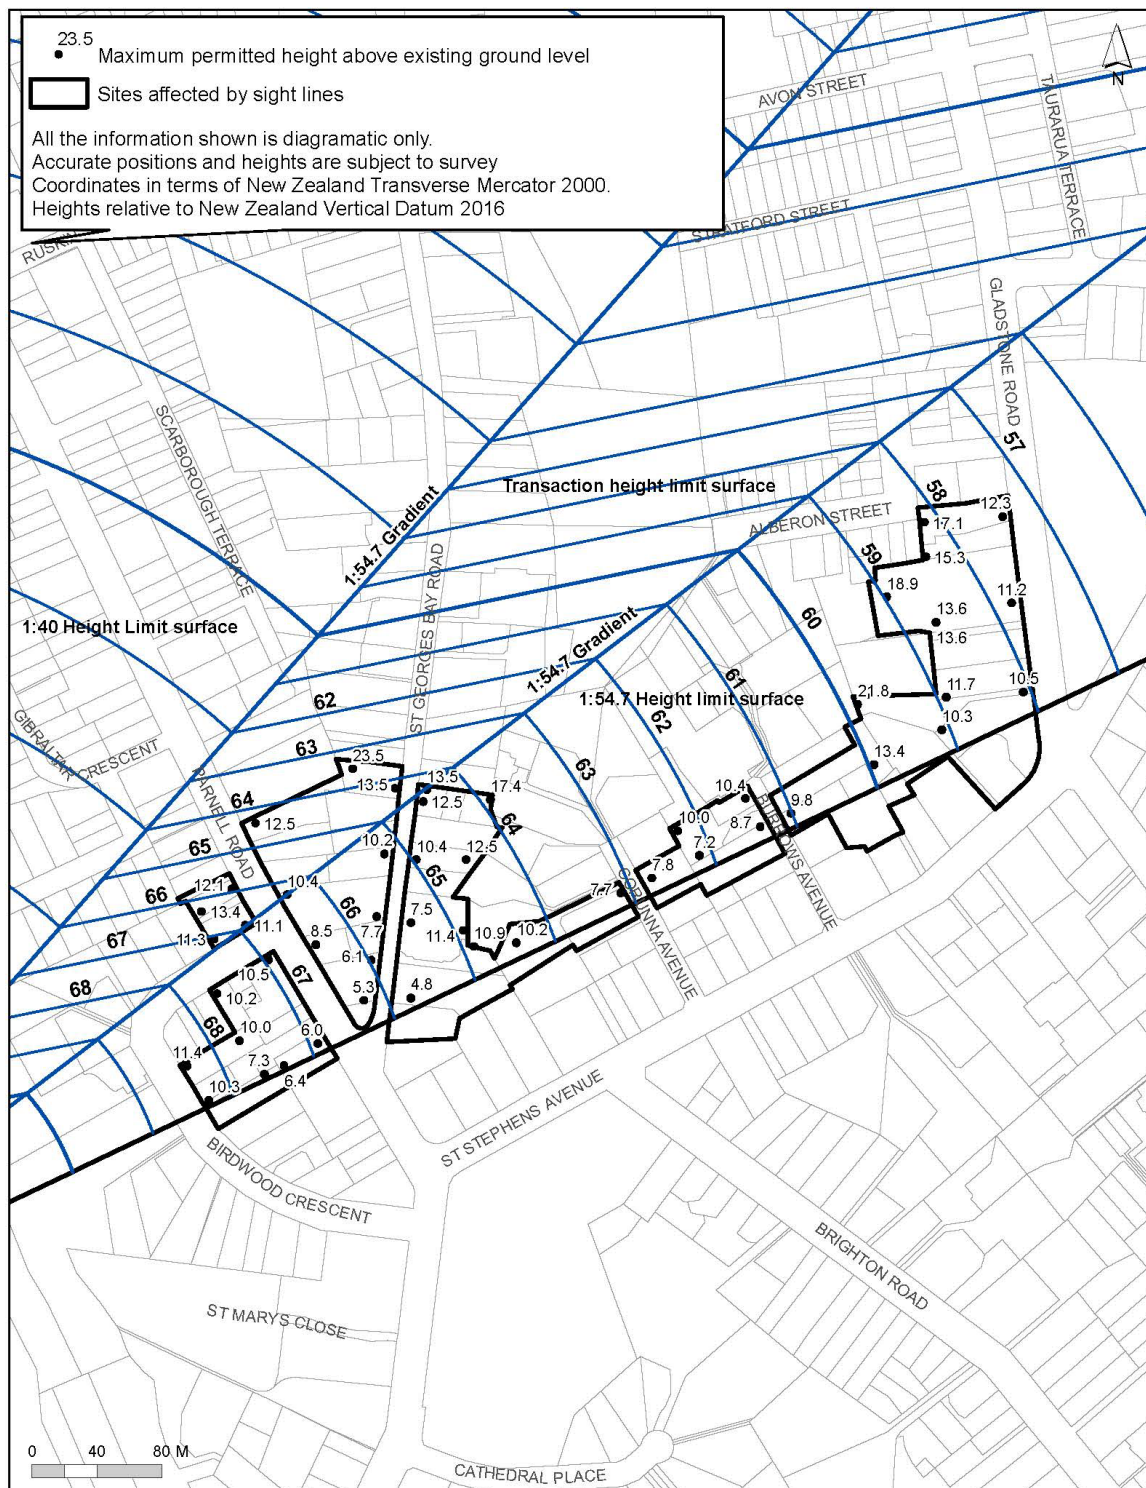 23.5
Maximum permitted height above existing ground level
Sites affected by sight lines
All the information shown is diagramatic only.
Accurate positions and heights are subject to survey
Coordinates in terms of New Zealand Transverse Mercator 2000.
Heights relative to New Zealand Vertical Datum 2016
N
AVON STREET
TAURARUA TERRACE
STRATFORD STREET
GLADSTONE ROAD
SCARBOROUGH TERRACE
57
Transaction height limit surface
58
1:54.7 Gradient
ALBERON STREET
12.3
17.1
ST GEORGES BAY ROAD
59
15.3
18.9
11.2
13.6
60
13.6
1:40 Height Limit surface
1:54.7 Gradient
61
62
1:54.7 Height limit surface
21.8
11.7
10.5
62
10.3
GIBRALTAR CRESCENT
63
63
13.4
23.5
PARNELL ROAD
13.5
13.5
12.5
17.4
10.4
64
9.8
12.5
64
10.0
8.7
BURROWS AVENUE
65
10.2
10.4
12.5
7.2
65
7.8
66
12.1
10.4
7.7
CORUNNA AVENUE
13.4
66
7.5
67
11.1
11.3
8.5
7.7
11.4
10.9
10.2
10.5
67
6.1
68
10.2
5.3
4.8
68
10.0
6.0
11.4
7.3
6.4
10.3
ST STEPHENS AVENUE
BIRDWOOD CRESCENT
BRIGHTON ROAD
ST MARYS CLOSE
0 40 80 M
CATHEDRAL PLACE